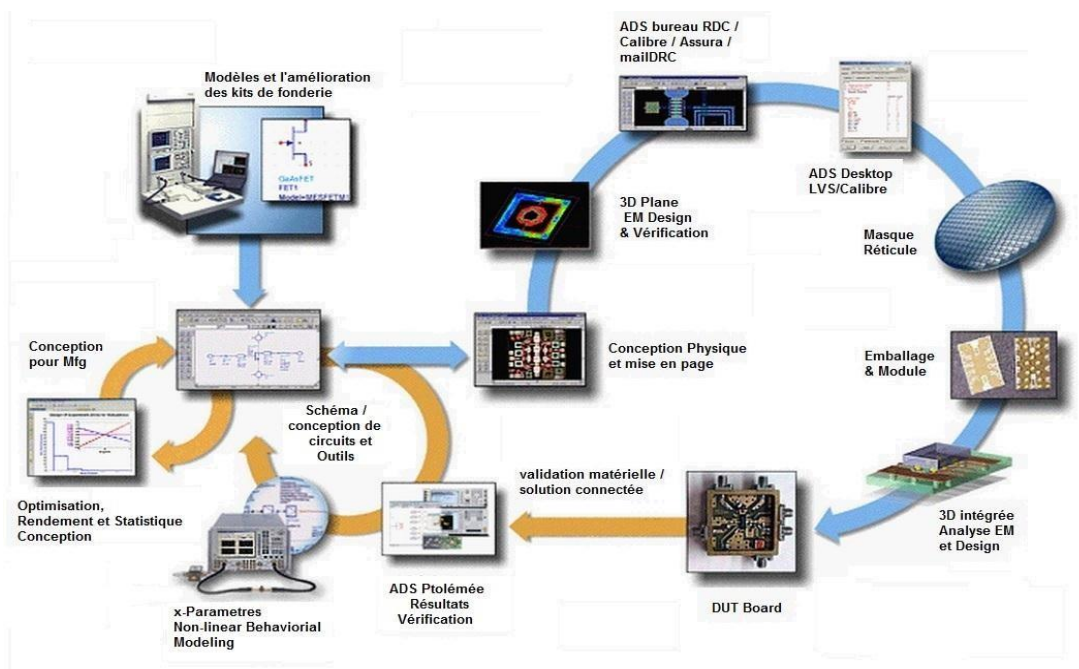 ADS bureau RDC /
Calibre / Assura /
mailDRC
Modèles et l'amélioration
des kits de fonderie
GaAsFET
FET1
Model=MESFETM1
ADS Desktop
LVS/Calibre
3D Plane
EM Design
& Vérification
Masque
Réticule
Conception
pour Mfg
Conception Physique
et mise en page
Emballage
& Module
Schéma /
conception de
circuits et
Outils
validation matérielle /
solution connectée
Optimisation,
Rendement et Statistique
Conception
3D intégrée
Analyse EM
et Design
ADS Ptolémée
Résultats
Vérification
DUT Board
x-Parametres
Non-linear Behaviorial
Modeling